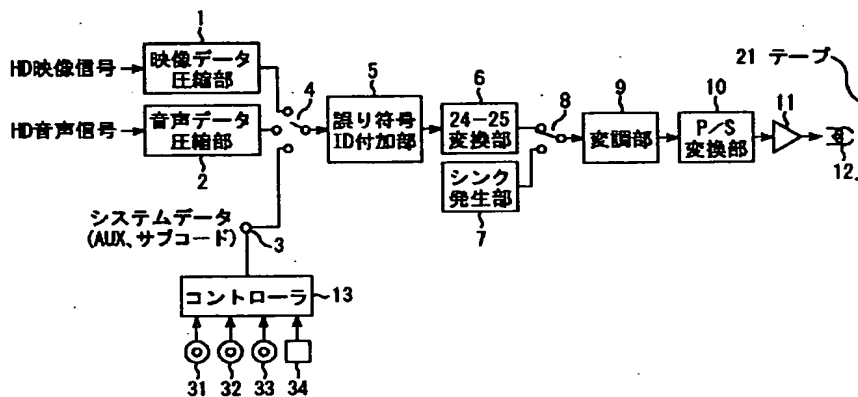 1
HD映像信号
映像データ
圧縮部
4
HD音声信号
音声データ
圧縮部
2
5
誤り符号
ID付加部
6
24-25
変換部
8
シンク
発生部
7
9
変調部
10
P/S
変換部
11
12
21 テープ
システムデータ
(AUX、サブコード)
3
コントローラ
13
31
32
33
34